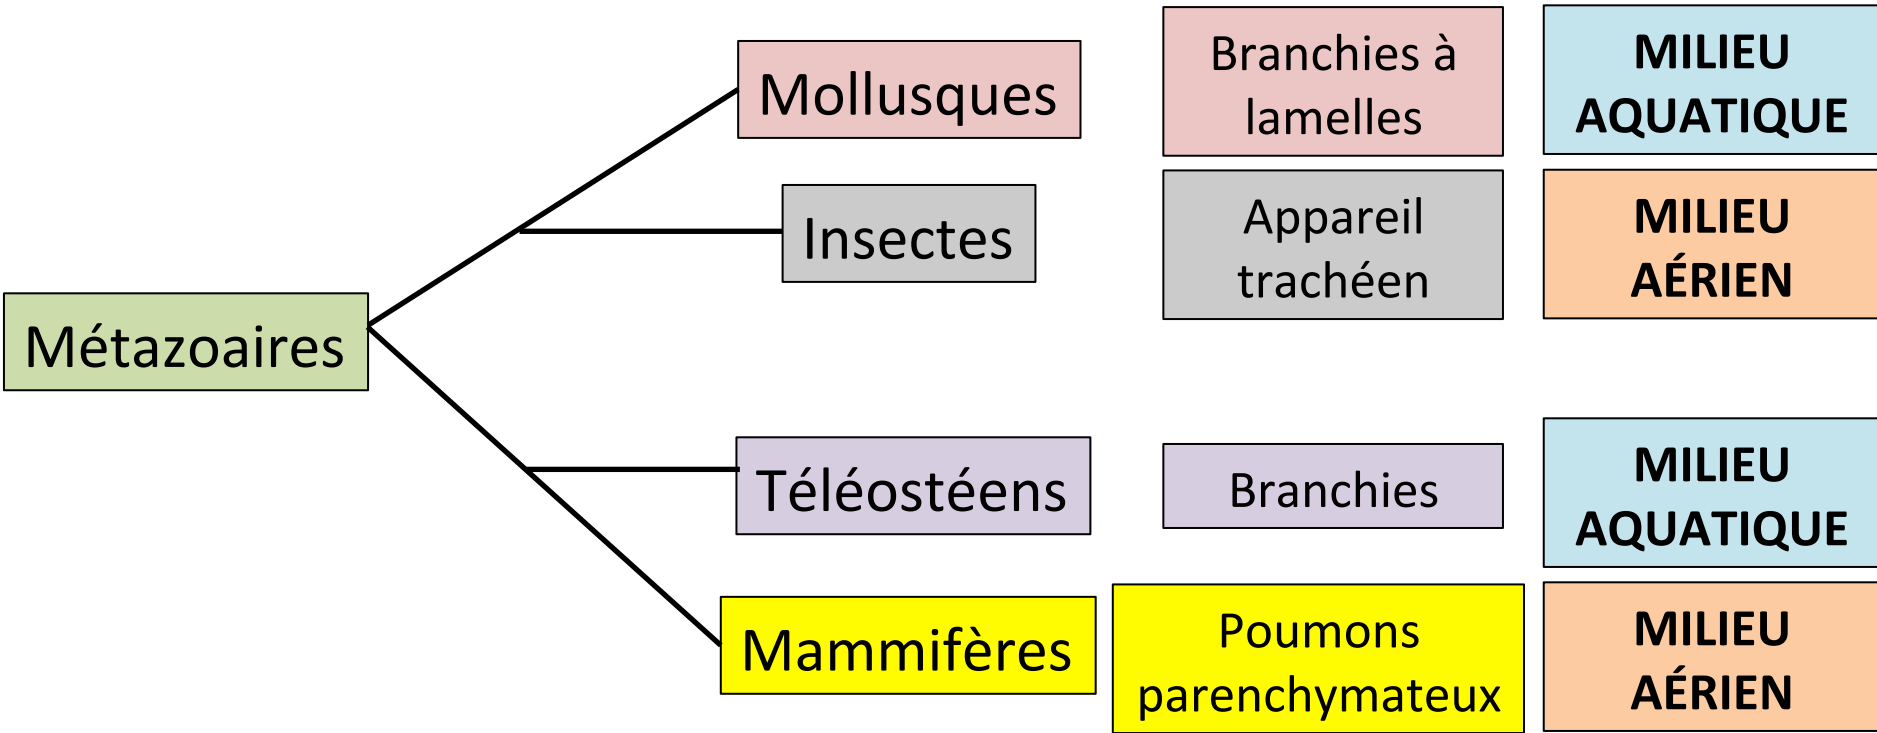 Mollusques
Branchies à
lamelles
MILIEU
AQUATIQUE
Insectes
Appareil
trachéen
MILIEU
AÉRIEN
Métazoaires
Téléostéens
Branchies
MILIEU
AQUATIQUE
Mammifères
Poumons
parenchymateux
MILIEU
AÉRIEN